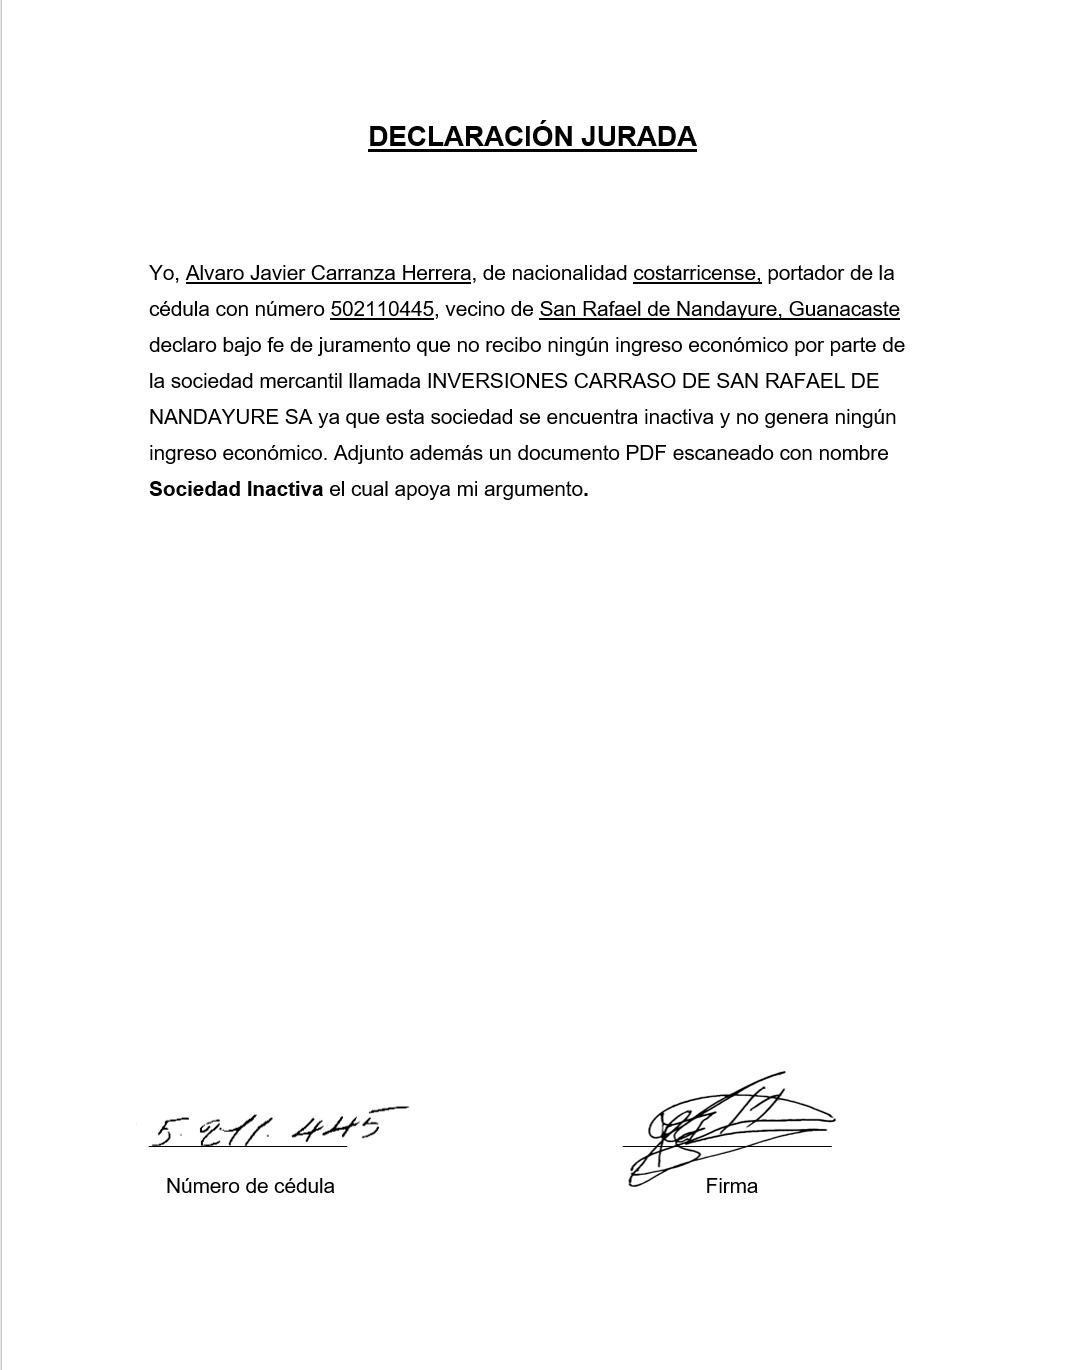 DECLARACIÓN JURADA
Yo, Alvaro Javier Carranza Herrera, de nacionalidad costarricense, portador de la
cédula con número 502110445, vecino de San Rafael de Nandayure, Guanacaste
declaro bajo fe de juramento que no recibo ningún ingreso económico por parte de
la sociedad mercantil llamada INVERSIONES CARRASO DE SAN RAFAEL DE
NANDAYURE SA ya que esta sociedad se encuentra inactiva y no genera ningún
ingreso económico. Adjunto además un documento PDF escaneado con nombre
Sociedad Inactiva el cual apoya mi argumento.
5.211.445
Número de cédula
Firma